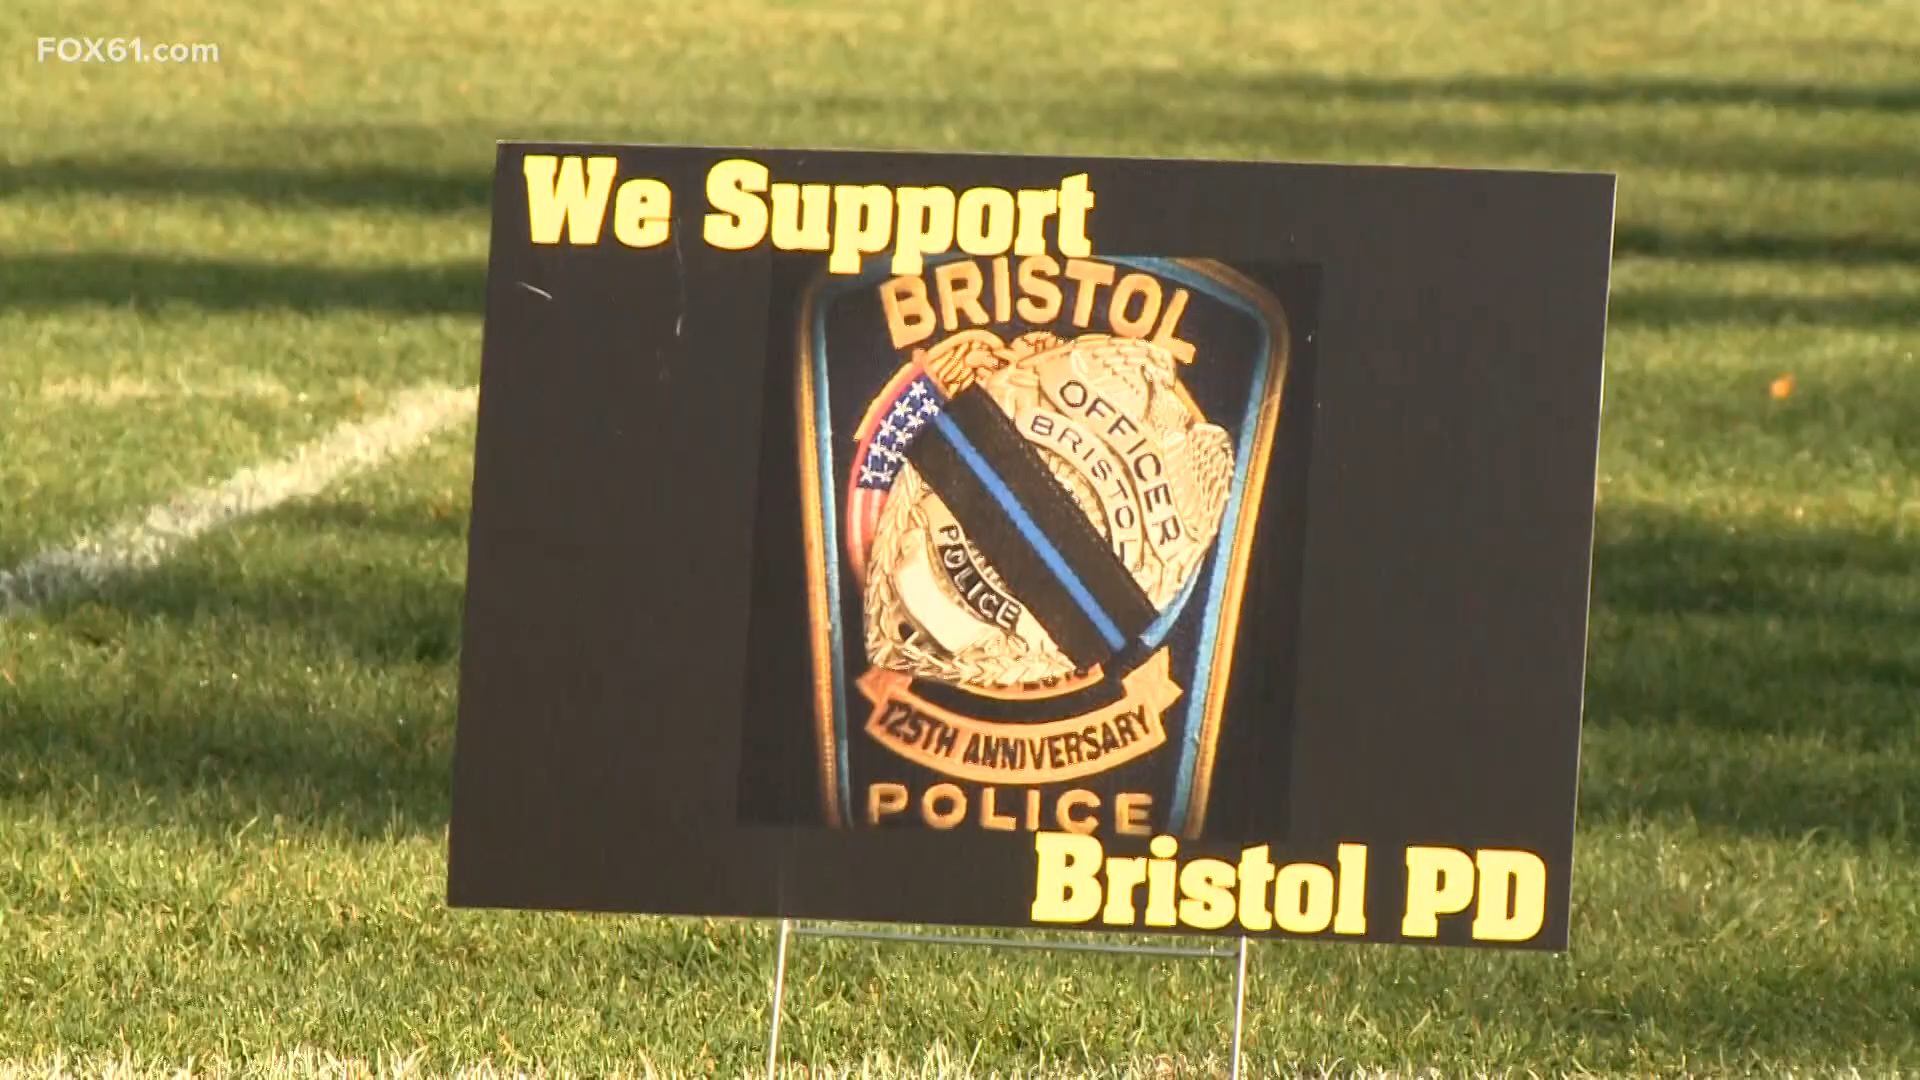 FOX61.com
We Support
BRISTOL
OFFICER
BRISTOL
POLICE
125TH ANNIVERSARY
POLICE
Bristol PD